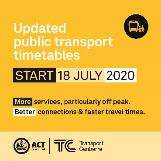 Updated
public transport
timetables
START 18 JULY 2020
More services, particularly off peak.
Better connections & faster travel times.
ACT
TC Transport
Canberra